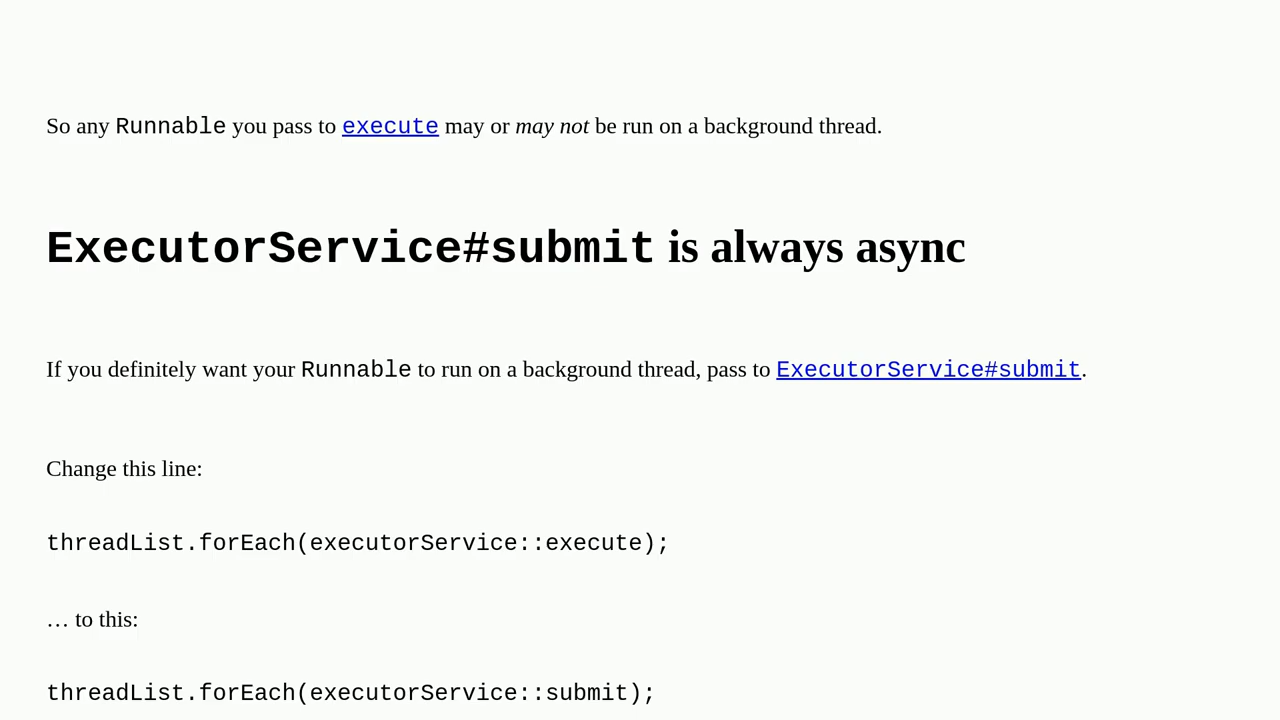 So any Runnable you pass to execute may or may not be run on a background thread.
ExecutorService#submit is always async
If you definitely want your Runnable to run on a background thread, pass to ExecutorService#submit.
Change this line:
threadList.forEach(executorService::execute);
… to this:
threadList.forEach(executorService::submit);